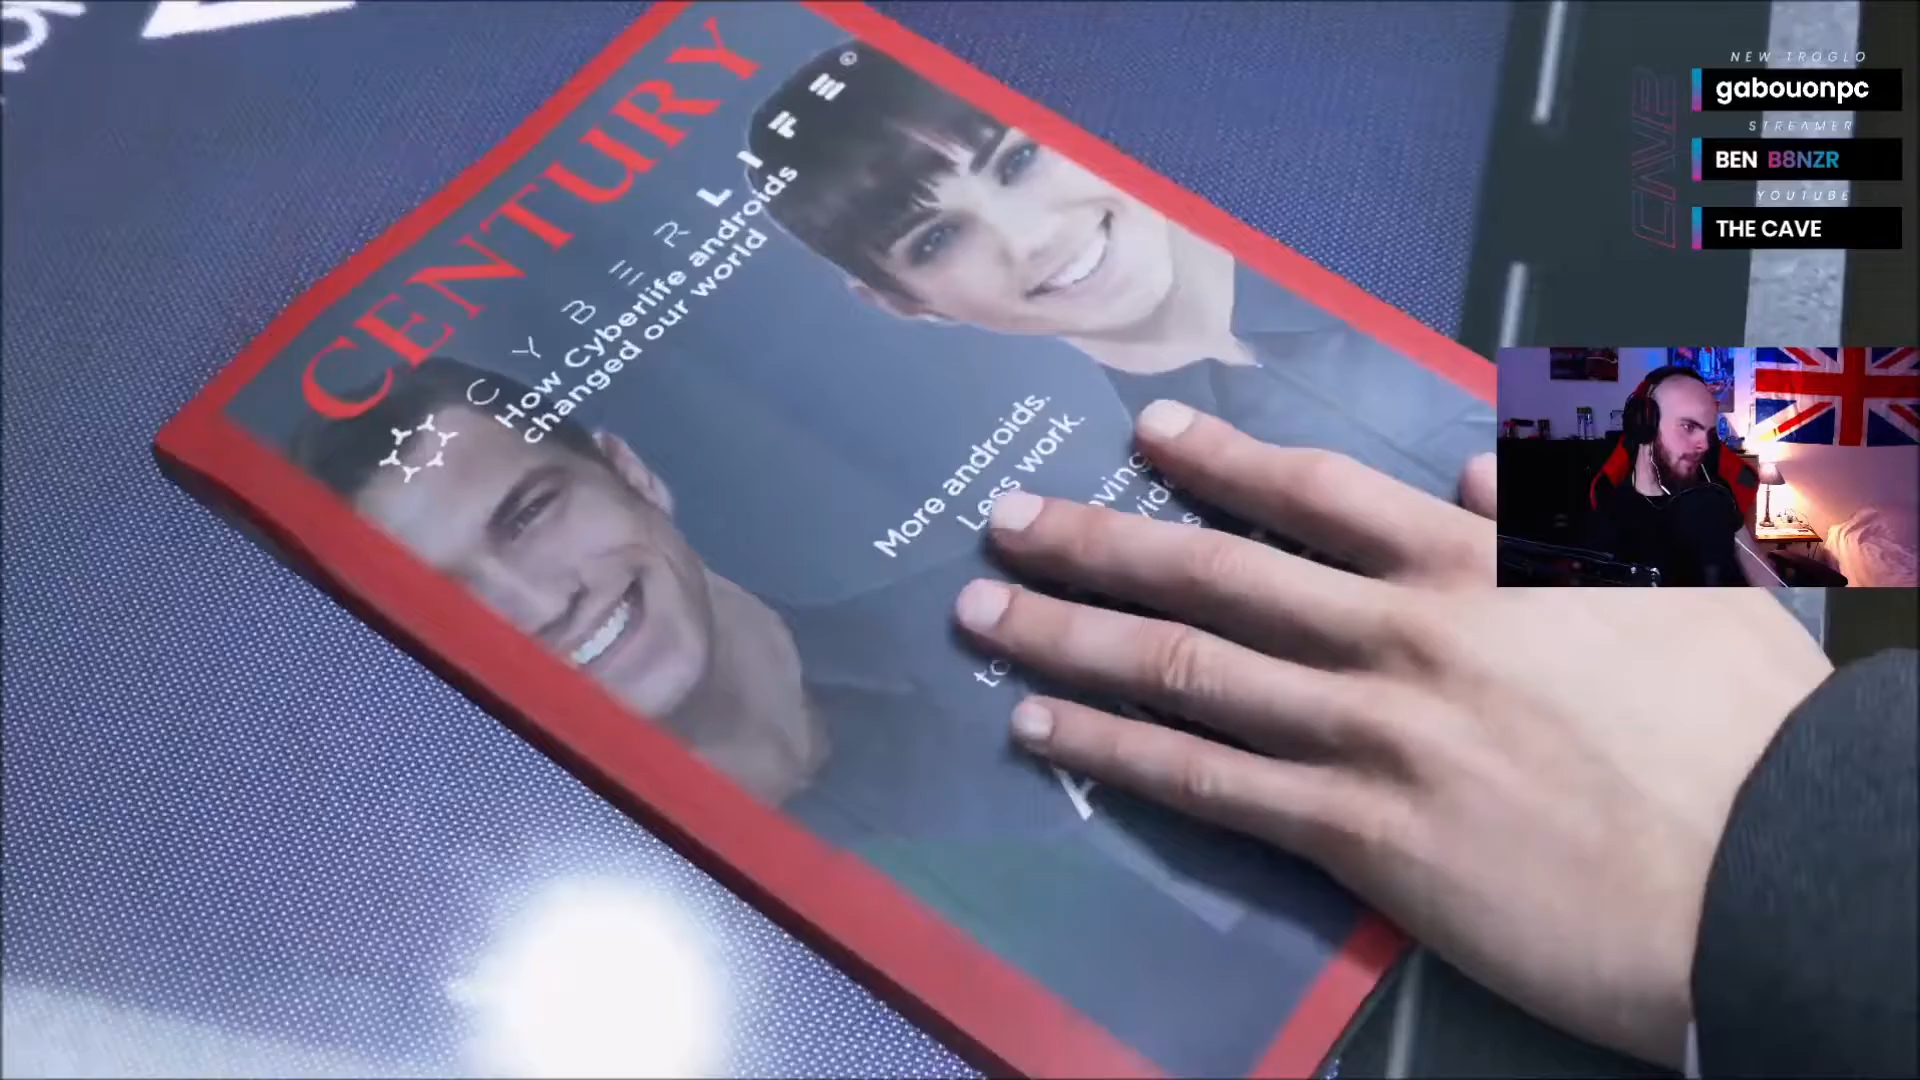 CENTURY
CYBERLIFE
How Cyberlife androids
changed our world
More androids.
Less work.
NEW TROGLO
gabouonpc
STREAMER
BEN B8NZR
YOUTUBE
THE CAVE
CAVE